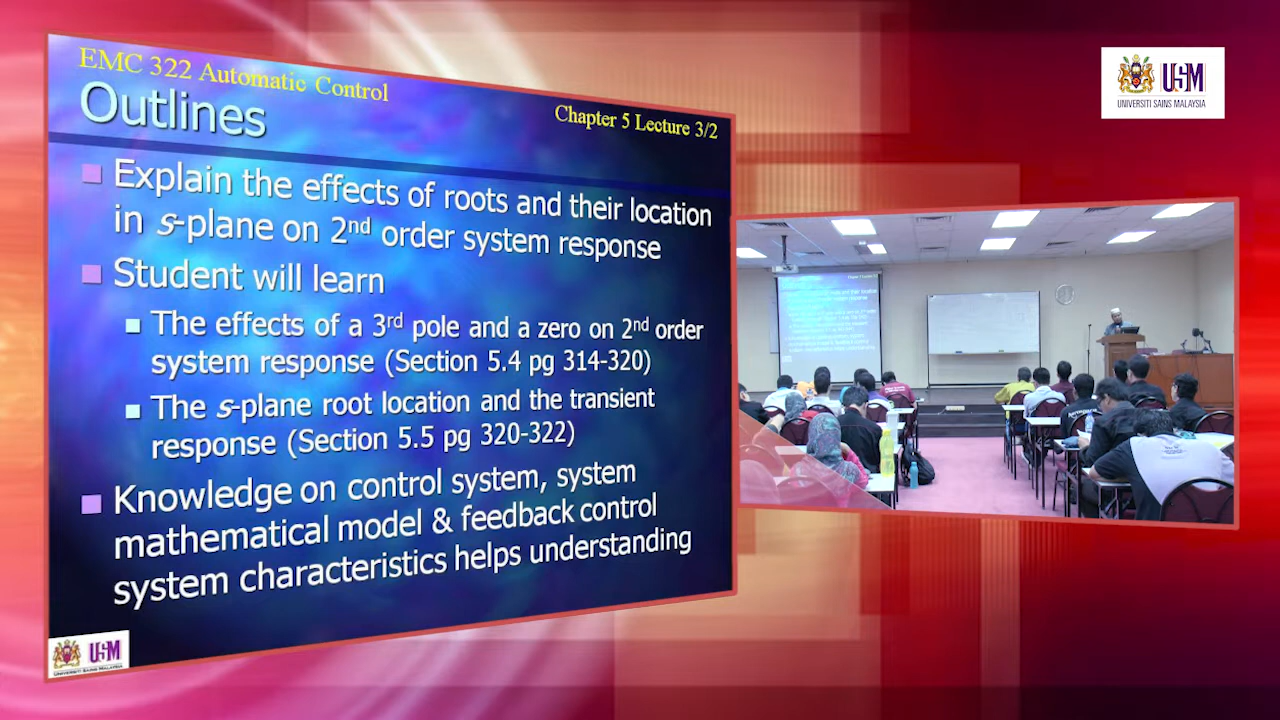 EMC 322 Automatic Control
Outlines
Chapter 5 Lecture 3/2
Explain the effects of roots and their location
in s-plane on 2nd order system response
Student will learn
The effects of a 3rd pole and a zero on 2nd order
system response (Section 5.4 pg 314-320)
The s-plane root location and the transient
response (Section 5.5 pg 320-322)
Knowledge on control system, system
mathematical model & feedback control
system characteristics helps understanding
USM
UNIVERSITI SAINS MALAYSIA
USM
UNIVERSITI SAINS MALAYSIA